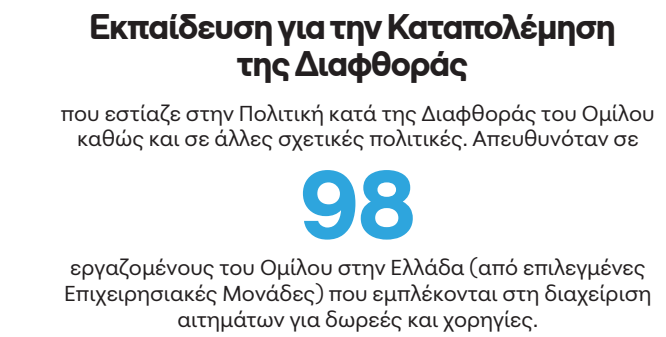 Εκπαίδευση για την Καταπολέμηση
της Διαφθοράς
που εστίαζε στην Πολιτική κατά της Διαφθοράς του Ομίλου
καθώς και σε άλλες σχετικές πολιτικές. Απευθυνόταν σε
98
εργαζομένους του Ομίλου στην Ελλάδα (από επιλεγμένες
Επιχειρησιακές Μονάδες) που εμπλέκονται στη διαχείριση
αιτημάτων για δωρεές και χορηγίες.